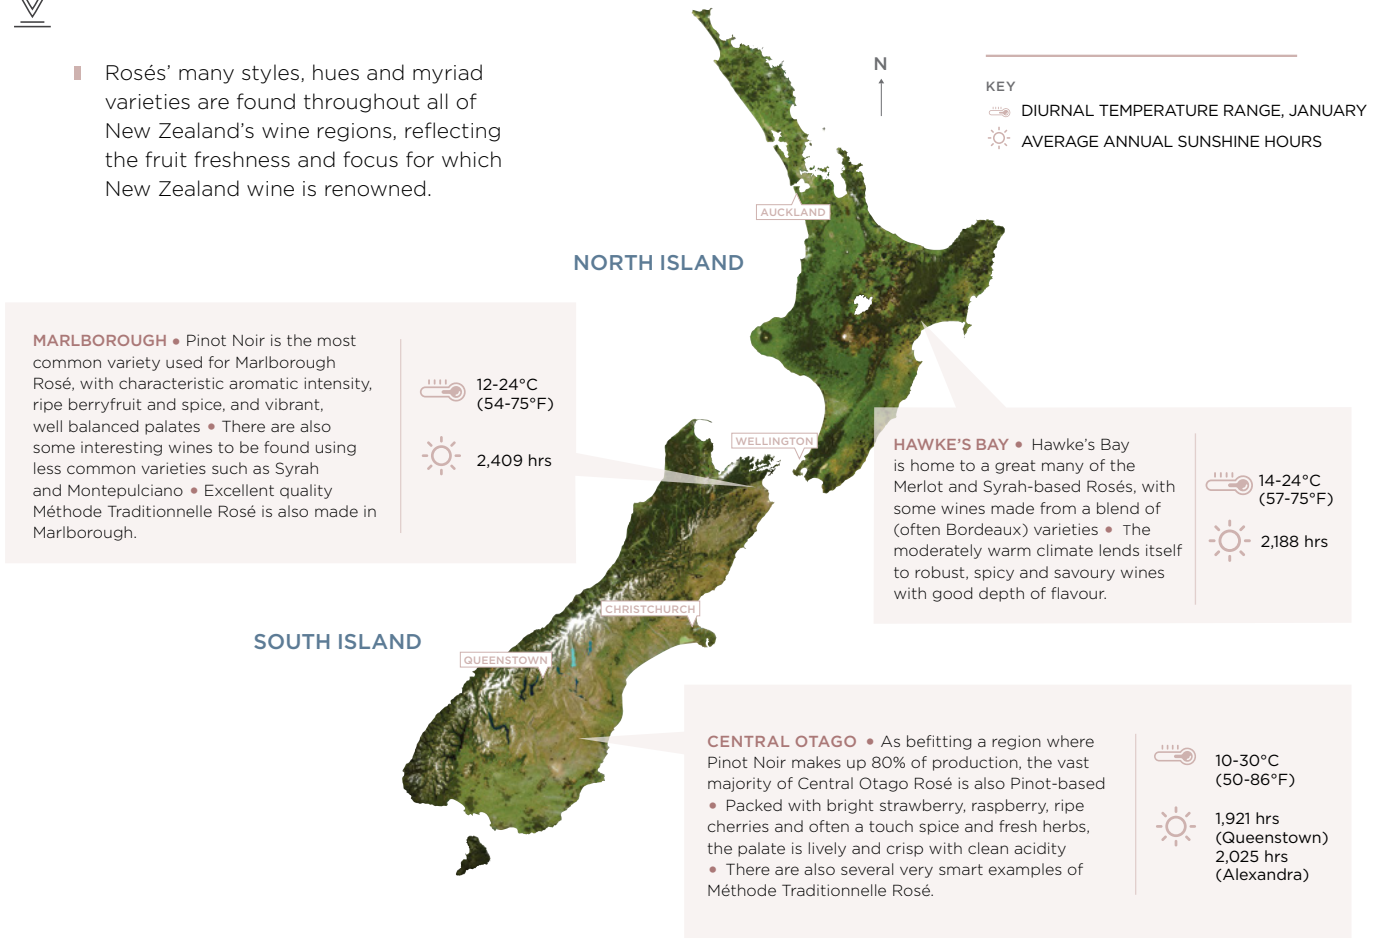 Rosés’ many styles, hues and myriad
varieties are found throughout all of
New Zealand’s wine regions, reflecting
the fruit freshness and focus for which
New Zealand wine is renowned.
N
KEY
DIURNAL TEMPERATURE RANGE, JANUARY
AVERAGE ANNUAL SUNSHINE HOURS
AUCKLAND
NORTH ISLAND
MARLBOROUGH • Pinot Noir is the most
common variety used for Marlborough
Rosé, with characteristic aromatic intensity,
ripe berryfruit and spice, and vibrant,
well balanced palates • There are also
some interesting wines to be found using
less common varieties such as Syrah
and Montepulciano • Excellent quality
Méthode Traditionnelle Rosé is also made in
Marlborough.
12-24°C
(54-75°F)
2,409 hrs
WELLINGTON
HAWKE’S BAY • Hawke’s Bay
is home to a great many of the
Merlot and Syrah-based Rosés, with
some wines made from a blend of
(often Bordeaux) varieties • The
moderately warm climate lends itself
to robust, spicy and savoury wines
with good depth of flavour.
14-24°C
(57-75°F)
2,188 hrs
CHRISTCHURCH
SOUTH ISLAND
QUEENSTOWN
CENTRAL OTAGO • As befitting a region where
Pinot Noir makes up 80% of production, the vast
majority of Central Otago Rosé is also Pinot-based
• Packed with bright strawberry, raspberry, ripe
cherries and often a touch spice and fresh herbs,
the palate is lively and crisp with clean acidity
• There are also several very smart examples of
Méthode Traditionnelle Rosé.
10-30°C
(50-86°F)
1,921 hrs
(Queenstown)
2,025 hrs
(Alexandra)